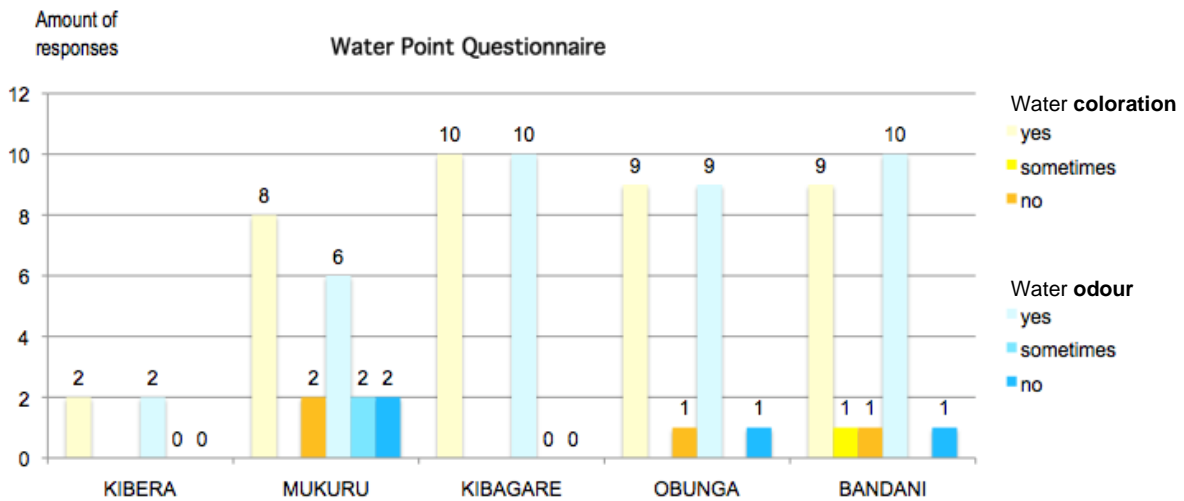 Amount of
responses
Water Point Questionnaire
12
10
8
6
4
2
0
2 2 0 0
8 2 6 2 2
10 10 0 0
9 1 9 1
9 1 1 10 1
KIBERA MUKURU KIBAGARE OBUNGA BANDANI
Water coloration
yes
sometimes
no
Water odour
yes
sometimes
no